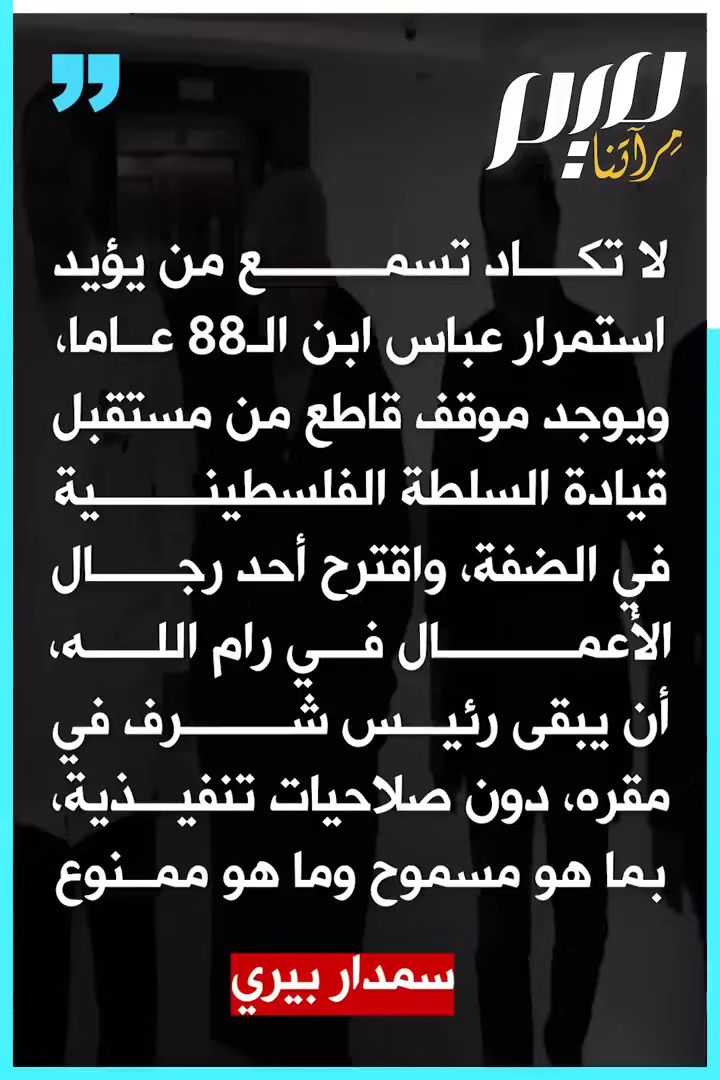 مرآتنا
لا تكاد تسمع من يؤيد
استمرار عباس ابن الـ88 عاما،
ويوجد موقف قاطع من مستقبل
قيادة السلطة الفلسطينية
في الضفة، واقترح أحد رجال
الأعمال في رام الله،
أن يبقى رئيس شرف في
مقره، دون صلاحيات تنفيذية،
بما هو مسموح وما هو ممنوع
سمدار بيري